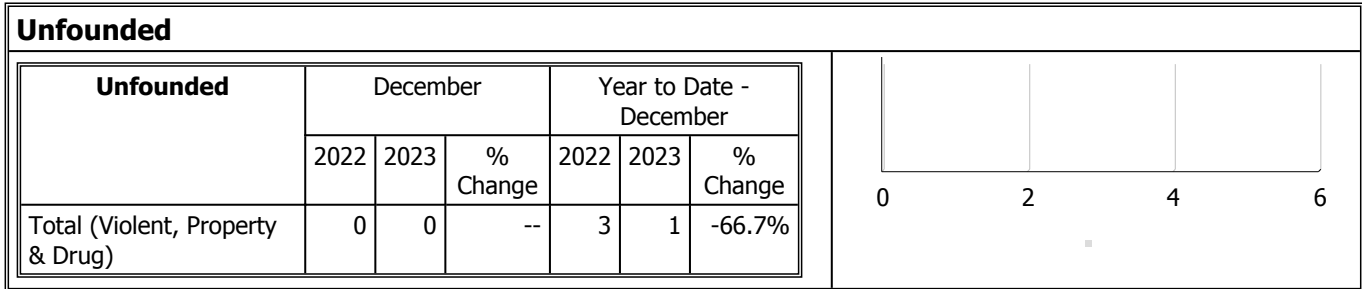 Unfounded
Unfounded
December
Year to Date -
December
2022 2023 %
Change
2022 2023 %
Change
Total (Violent, Property
& Drug)
0 0 -- 3 1 -66.7%
0 2 4 6